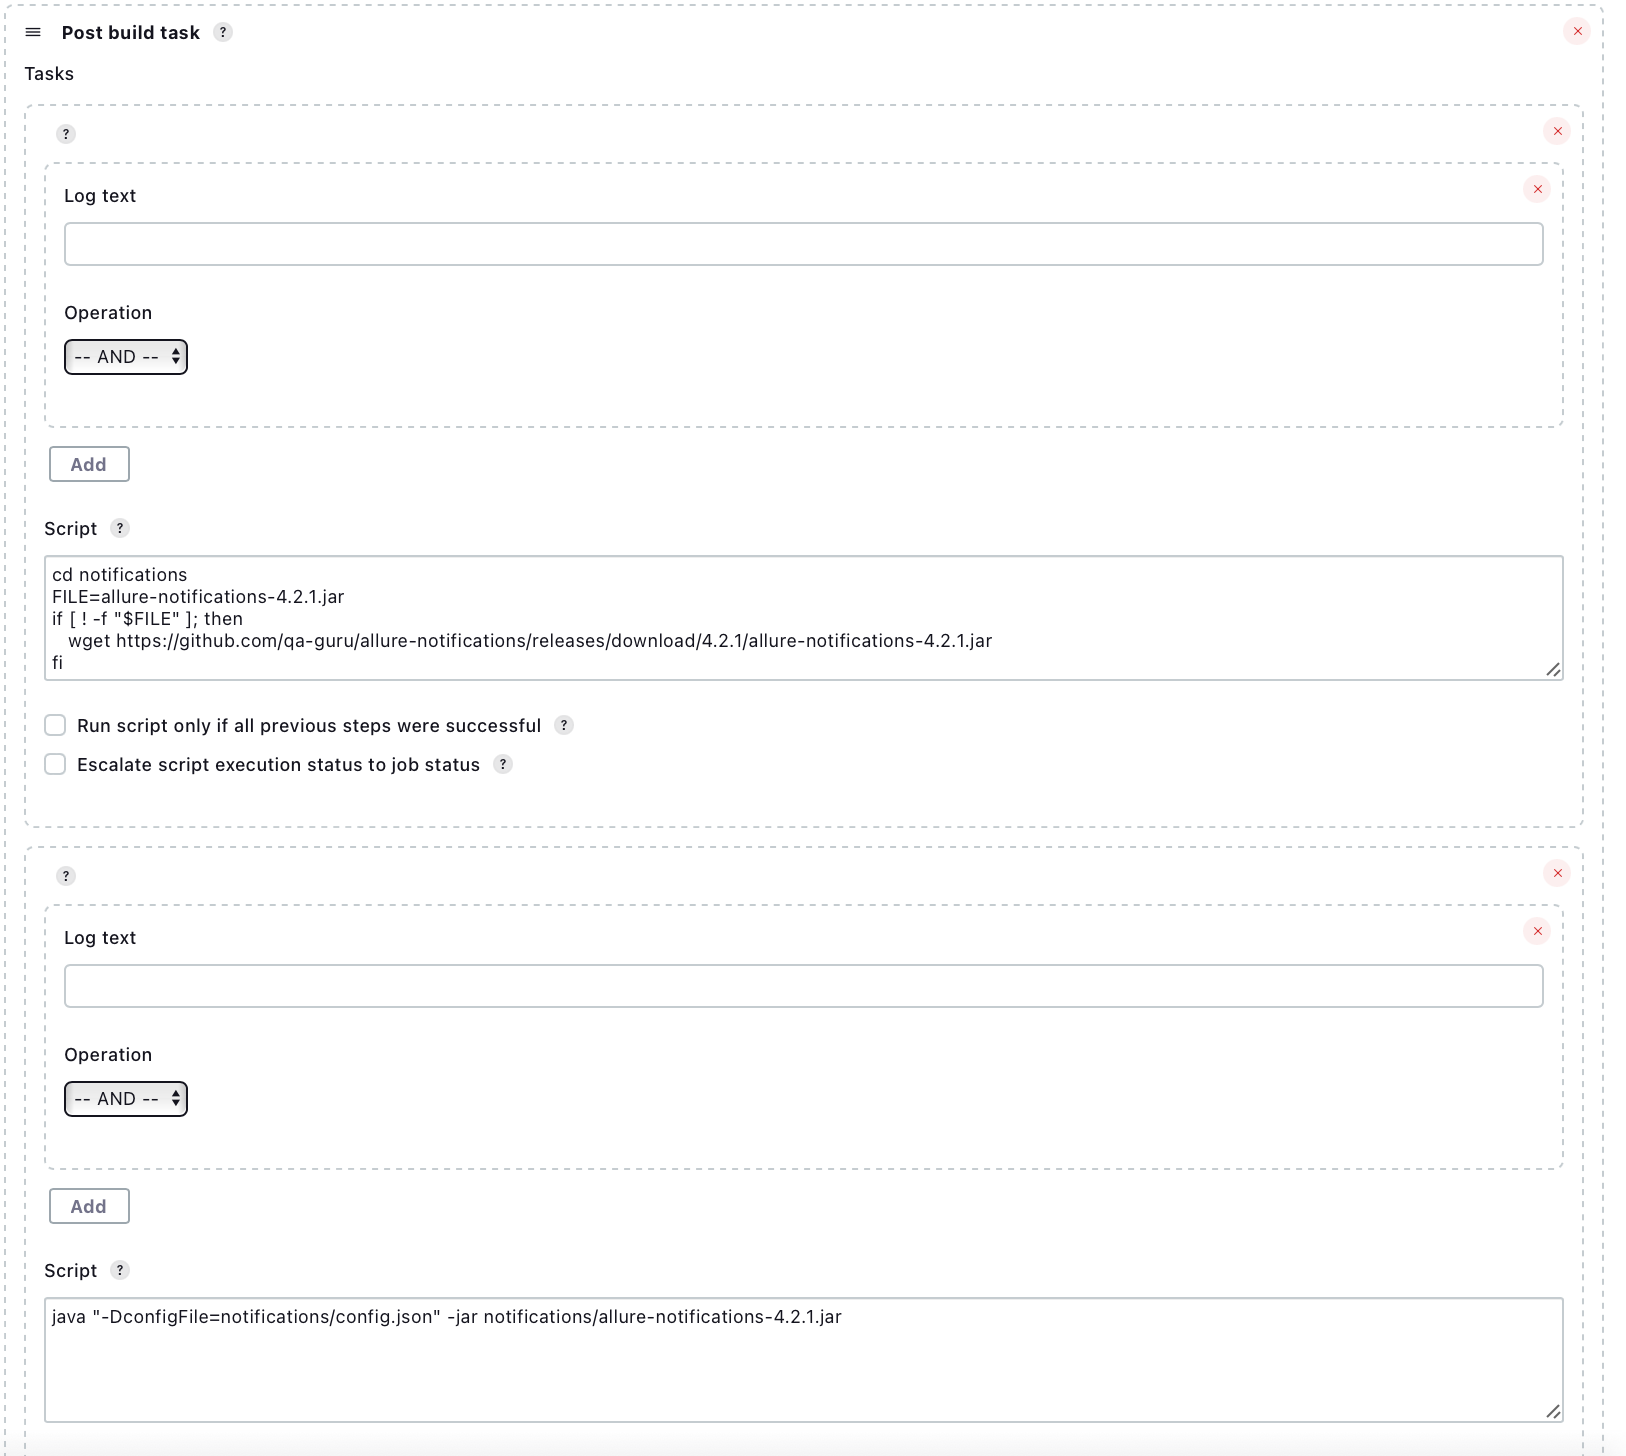 Post build task ?
Tasks
?
Log text
Operation
-- AND --
Add
Script ?
cd notifications
FILE=allure-notifications-4.2.1.jar
if [ ! -f "$FILE" ]; then
   wget https://github.com/qa-guru/allure-notifications/releases/download/4.2.1/allure-notifications-4.2.1.jar
fi
Run script only if all previous steps were successful ?
Escalate script execution status to job status ?
?
Log text
Operation
-- AND --
Add
Script ?
java "-DconfigFile=notifications/config.json" -jar notifications/allure-notifications-4.2.1.jar